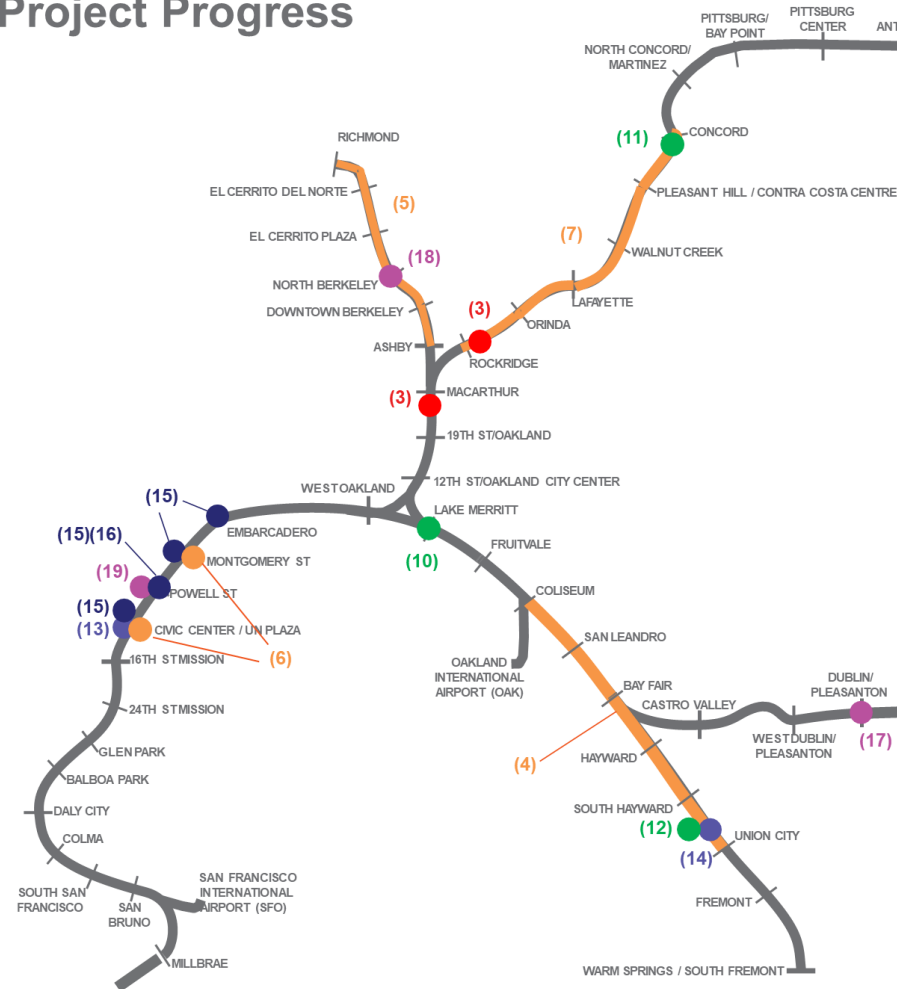 Project Progress
PITTSBURG/
BAY POINT
PITTSBURG
CENTER
ANT
NORTH CONCORD/
MARTINEZ
CONCORD
(11)
RICHMOND
PLEASANT HILL / CONTRA COSTA CENTRE
EL CERRITO DEL NORTE
(5)
(7)
EL CERRITO PLAZA
WALNUT CREEK
(18)
NORTH BERKELEY
LAFAYETTE
DOWNTOWN BERKELEY
(3)
ORINDA
ASHBY
ROCKRIDGE
MACARTHUR
(3)
19TH ST/OAKLAND
12TH ST/OAKLAND CITY CENTER
WEST OAKLAND
(15)
LAKE MERRITT
EMBARCADERO
(15)(16)
FRUITVALE
(10)
MONTGOMERY ST
(19)
POWELL ST
COLISEUM
(15)
(13)
CIVIC CENTER / UN PLAZA
SAN LEANDRO
(6)
16TH ST MISSION
OAKLAND
INTERNATIONAL
AIRPORT (OAK)
BAY FAIR
DUBLIN/
PLEASANTON
CASTRO VALLEY
24TH ST MISSION
WEST DUBLIN/
PLEASANTON
(17)
GLEN PARK
HAYWARD
(4)
BALBOA PARK
DALY CITY
SOUTH HAYWARD
(12)
UNION CITY
(14)
COLMA
SAN FRANCISCO
INTERNATIONAL
AIRPORT (SFO)
SOUTH SAN
FRANCISCO
SAN
BRUNO
FREMONT
MILLBRAE
WARM SPRINGS / SOUTH FREMONT